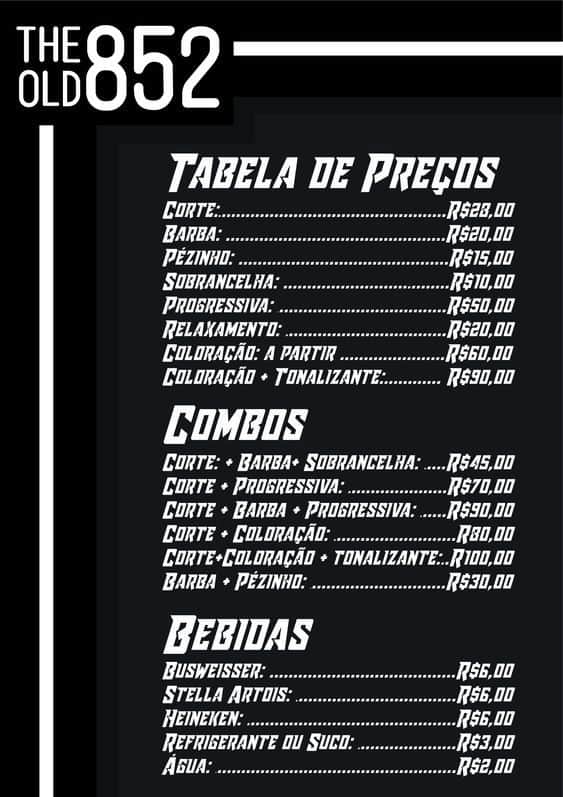 THE
OLD 852
TABELA DE PREÇOS
CORTE:..........R$28,00
BARBA: ..........R$20,00
PÉZINHO: ..........R$15,00
SOBRANCELHA: ..........R$10,00
PROGRESSIVA: ..........R$50,00
RELAXAMENTO: ..........R$20,00
COLORAÇÃO: A PARTIR ..........R$60,00
COLORAÇÃO + TONALIZANTE:.......... R$90,00
COMBOS
CORTE: + BARBA+ SOBRANCELHA: .....R$45,00
CORTE + PROGRESSIVA: ..........R$70,00
CORTE + BARBA + PROGRESSIVA: .....R$90,00
CORTE + COLORAÇÃO: ..........R80,00
CORTE+COLORAÇÃO + TONALIZANTE:..R100,00
BARBA + PÉZINHO: ..........R$30,00
BEBIDAS
BUSWEISSER: ..........R$6,00
STELLA ARTOIS: ..........R$6,00
HEINEKEN: ..........R$6,00
REFRIGERANTE OU SUCO: ..........R$3,00
ÁGUA: ..........R$2,00